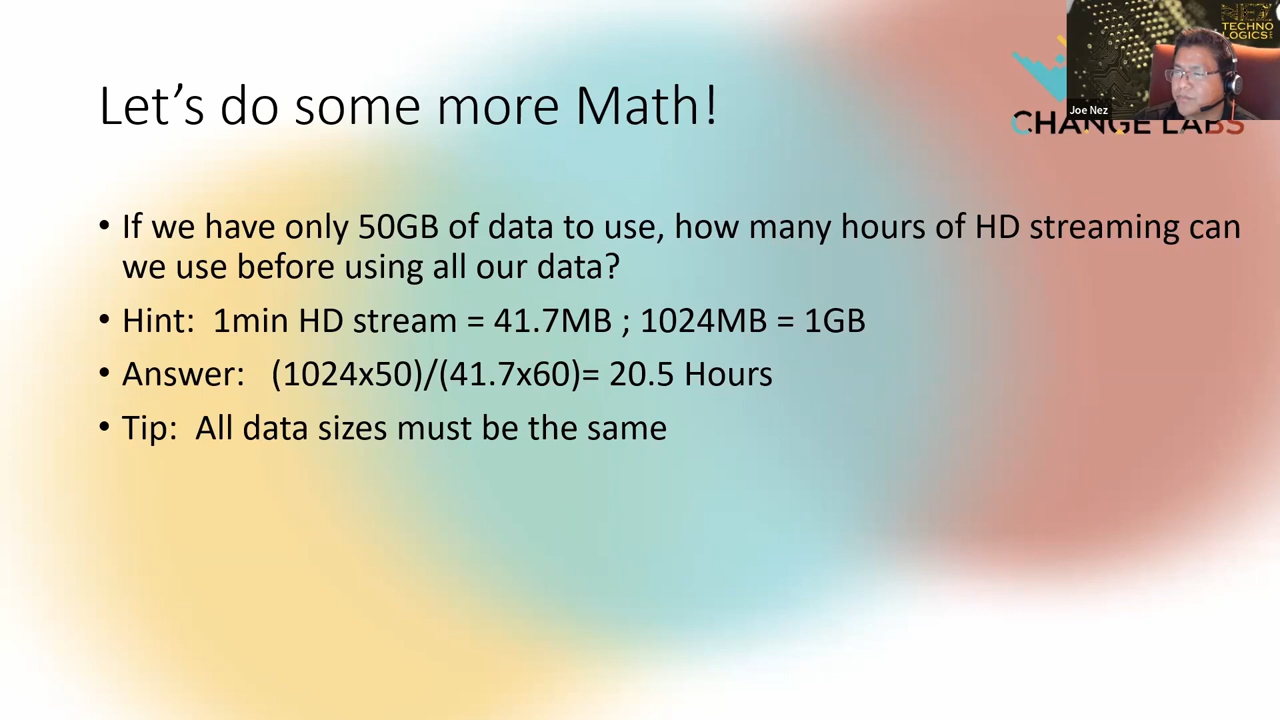 Let's do some more Math!
NEZ
TECHNO
LOGICS
Joe Nez
CHANGE LABS
• If we have only 50GB of data to use, how many hours of HD streaming can
we use before using all our data?
• Hint:  1min HD stream = 41.7MB ; 1024MB = 1GB
• Answer:   (1024x50)/(41.7x60)= 20.5 Hours
• Tip:  All data sizes must be the same